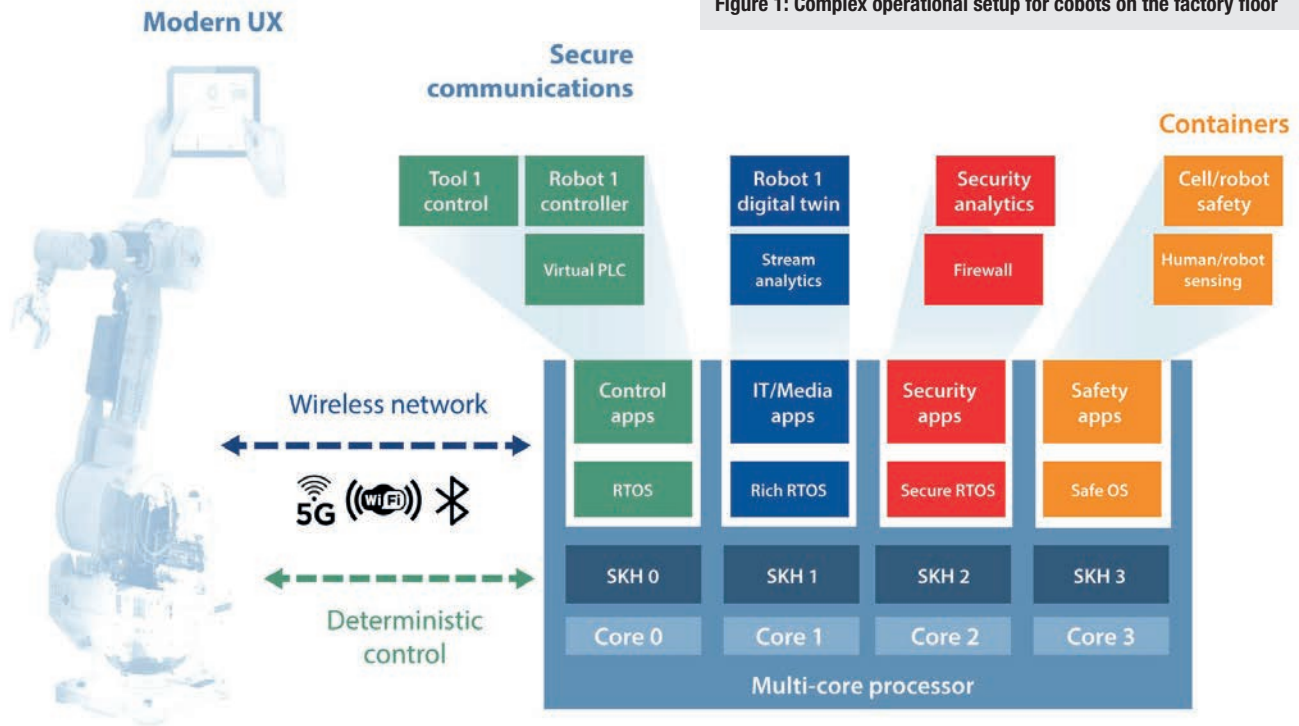 Figure 1: Complex operational setup for cobots on the factory floor
Modern UX
Secure
communications
Containers
Tool 1
control
Robot 1
controller
Virtual PLC
Robot 1
digital twin
Stream
analytics
Security
analytics
Firewall
Cell/robot
safety
Human/robot
sensing
Wireless network
5G
WiFi
Deterministic
control
Control
apps
IT/Media
apps
Security
apps
Safety
apps
RTOS
Rich RTOS
Secure RTOS
Safe OS
SKH 0
SKH 1
SKH 2
SKH 3
Core 0
Core 1
Core 2
Core 3
Multi-core processor